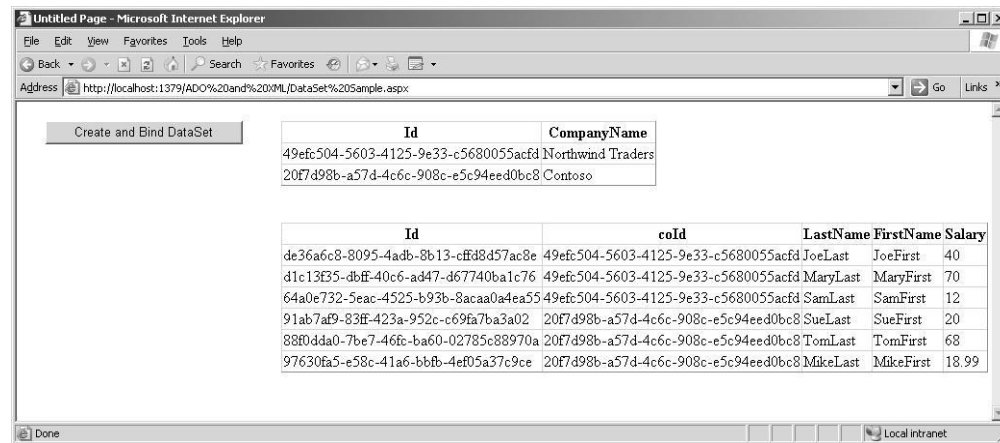 Untitled Page - Microsoft Internet Explorer
File Edit View Favorites Tools Help
Back Search Favorites
Address http://localhost:1379/ADO%20and%20XML/DataSet%20Sample.aspx Go Links »
Create and Bind DataSet
Id CompanyName
49efc504-5603-4125-9e33-c5680055acfd Northwind Traders
20f7d98b-a57d-4c6c-908c-e5c94eed0bc8 Contoso
Id coId LastName FirstName Salary
de36a6c8-8095-4adb-8b13-cffd8d57ac8e 49efc504-5603-4125-9e33-c5680055acfd JoeLast JoeFirst 40
d1c13f35-dbff-40c6-ad47-d67740ba1c76 49efc504-5603-4125-9e33-c5680055acfd MaryLast MaryFirst 70
64a0e732-5eac-4525-b93b-8acaa0a4ea55 49efc504-5603-4125-9e33-c5680055acfd SamLast SamFirst 12
91ab7af9-83ff-423a-952c-c69fa7ba3a02 20f7d98b-a57d-4c6c-908c-e5c94eed0bc8 SueLast SueFirst 20
88f0dda0-7be7-46fc-ba60-02785c88970a 20f7d98b-a57d-4c6c-908c-e5c94eed0bc8 TomLast TomFirst 68
97630fa5-e58c-41a6-bbfb-4ef05a37c9ce 20f7d98b-a57d-4c6c-908c-e5c94eed0bc8 MikeLast MikeFirst 18.99
Done Local intranet